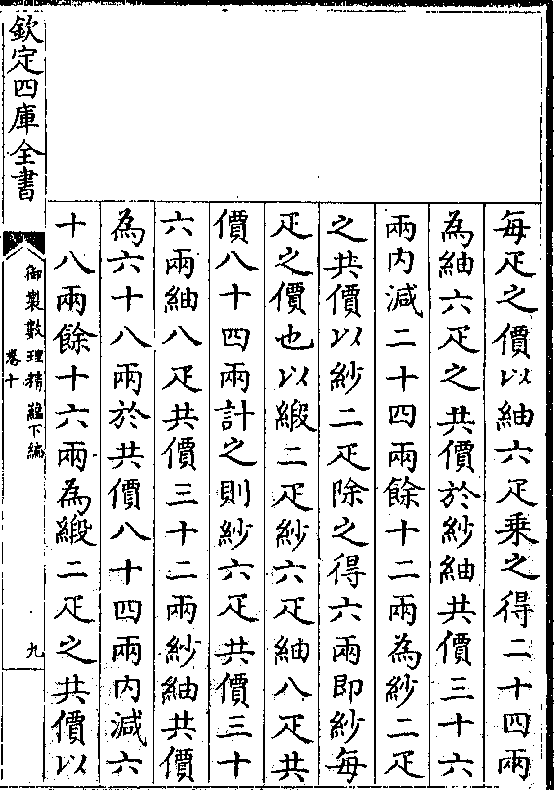 每疋之價以紬六疋乗之得二十四兩
為紬六疋之共價於紗紬共價三十六
兩内減二十四兩餘十二兩為紗二疋
之共價以紗二疋除之得六兩即紗每
疋之價也以緞二疋紗六疋紬八疋共
價八十四兩計之則紗六疋共價三十
六兩紬八疋共價三十二兩紗紬共價
為六十八兩於共價八十四兩内減六
十八兩餘十六兩為緞二疋之共價以
欽定四庫全書
御製數理精藴下編
卷十
九